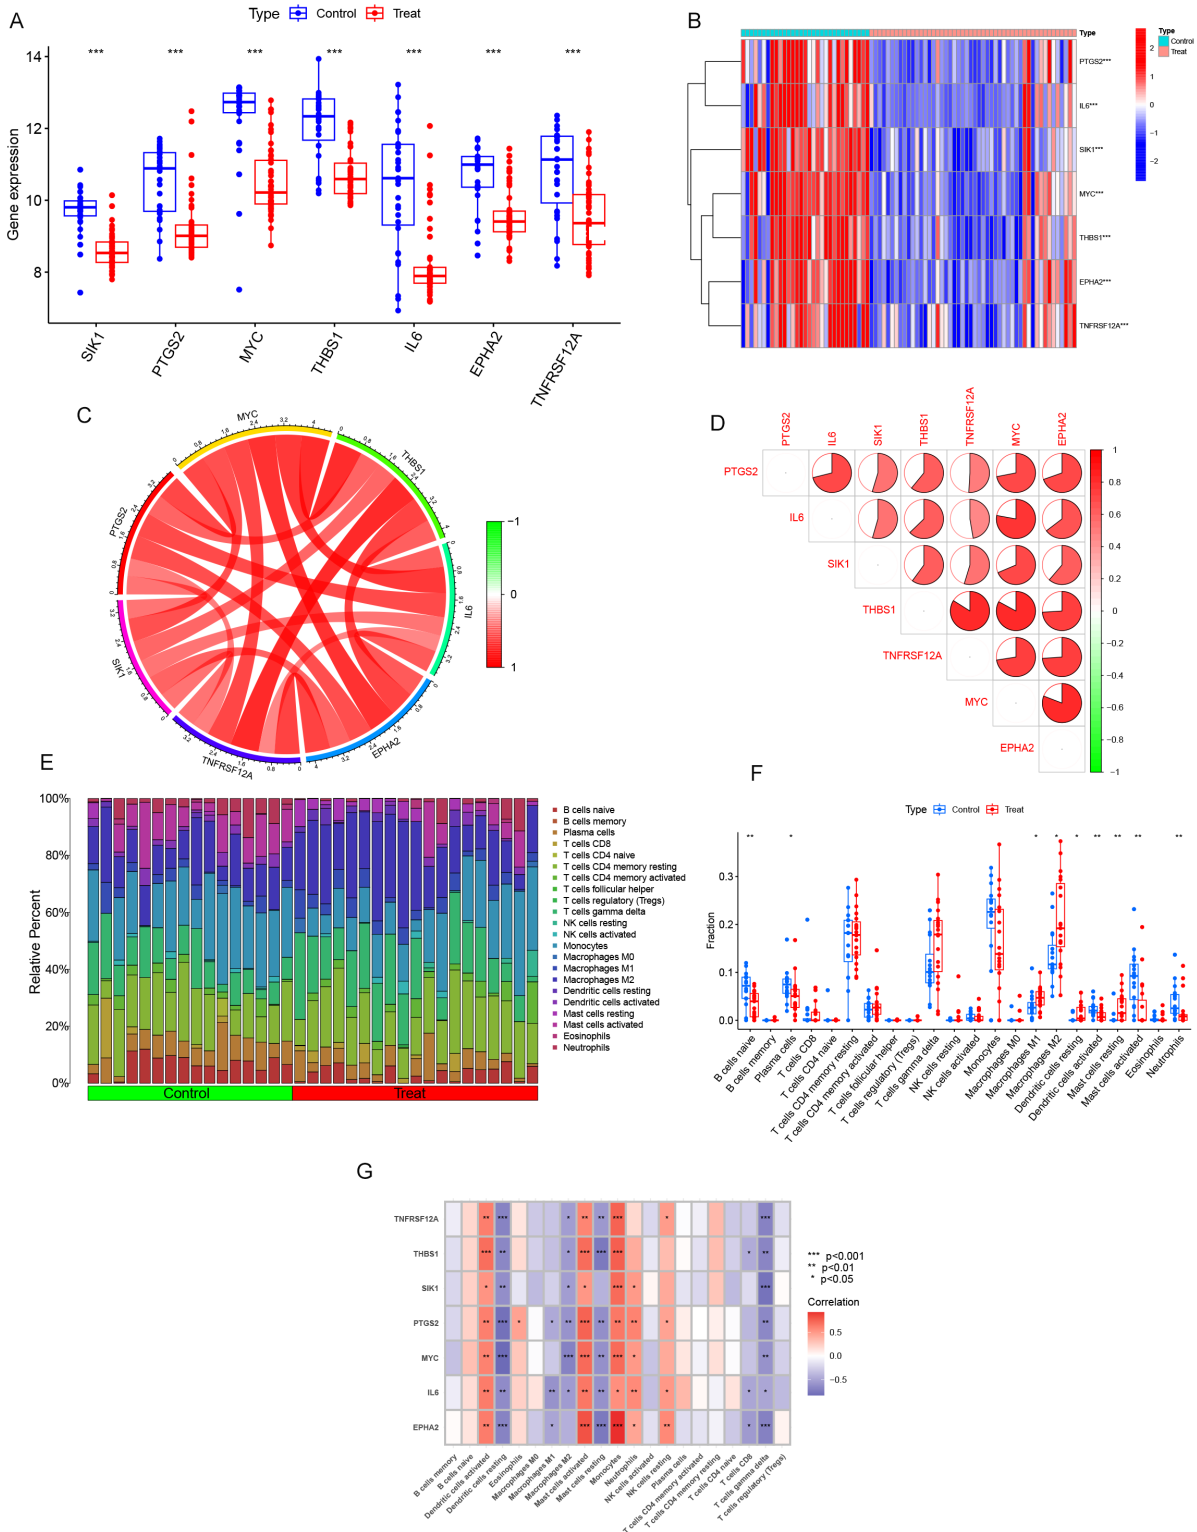 A
Type Control Treat
Gene expression
14
12
10
8
*** *** *** *** *** *** ***
SIK1
PTGS2
MYC
THBS1
IL6
EPHA2
TNFRSF12A
B
Type
PTGS2***
IL6***
SIK1***
MYC***
THBS1***
EPHA2***
TNFRSF12A***
2
1
0
-1
-2
Type
Control
Treat
C
MYC
THBS1
IL6
EPHA2
TNFRSF12A
SIK1
PTGS2
−1
0
1
D
PTGS2 IL6 SIK1 THBS1 TNFRSF12A MYC EPHA2
PTGS2
IL6
SIK1
THBS1
TNFRSF12A
MYC
EPHA2
1
0.8
0.6
0.4
0.2
0
−0.2
−0.4
−0.6
−0.8
−1
E
Relative Percent
100%
80%
60%
40%
20%
0%
Control Treat
B cells naive
B cells memory
Plasma cells
T cells CD8
T cells CD4 naive
T cells CD4 memory resting
T cells CD4 memory activated
T cells follicular helper
T cells regulatory (Tregs)
T cells gamma delta
NK cells resting
NK cells activated
Monocytes
Macrophages M0
Macrophages M1
Macrophages M2
Dendritic cells resting
Dendritic cells activated
Mast cells resting
Mast cells activated
Eosinophils
Neutrophils
F
Type Control Treat
Fraction
0.3
0.2
0.1
0.0
** * * * * ** ** ** **
B cells naive
B cells memory
Plasma cells
T cells CD8
T cells CD4 naive
T cells CD4 memory resting
T cells CD4 memory activated
T cells follicular helper
T cells regulatory (Tregs)
T cells gamma delta
NK cells resting
NK cells activated
Monocytes
Macrophages M0
Macrophages M1
Macrophages M2
Dendritic cells resting
Dendritic cells activated
Mast cells resting
Mast cells activated
Eosinophils
Neutrophils
G
TNFRSF12A ** *** * ** ** *** * ***
THBS1 *** ** * *** *** *** * **
SIK1 * ** * * *** * ***
PTGS2 ** *** * * ** *** ** ** ** * **
MYC ** *** *** *** ** *** * **
IL6 ** ** ** * ** ** * ** * * *
EPHA2 ** *** * *** *** *** * ** * ***
B cells memory
B cells naive
Dendritic cells activated
Dendritic cells resting
Eosinophils
Macrophages M0
Macrophages M1
Macrophages M2
Mast cells activated
Mast cells resting
Monocytes
Neutrophils
NK cells activated
NK cells resting
Plasma cells
T cells CD4 memory activated
T cells CD4 memory resting
T cells CD4 naive
T cells CD8
T cells gamma delta
T cells regulatory (Tregs)
*** p<0.001
** p<0.01
* p<0.05
Correlation
0.5
0.0
−0.5